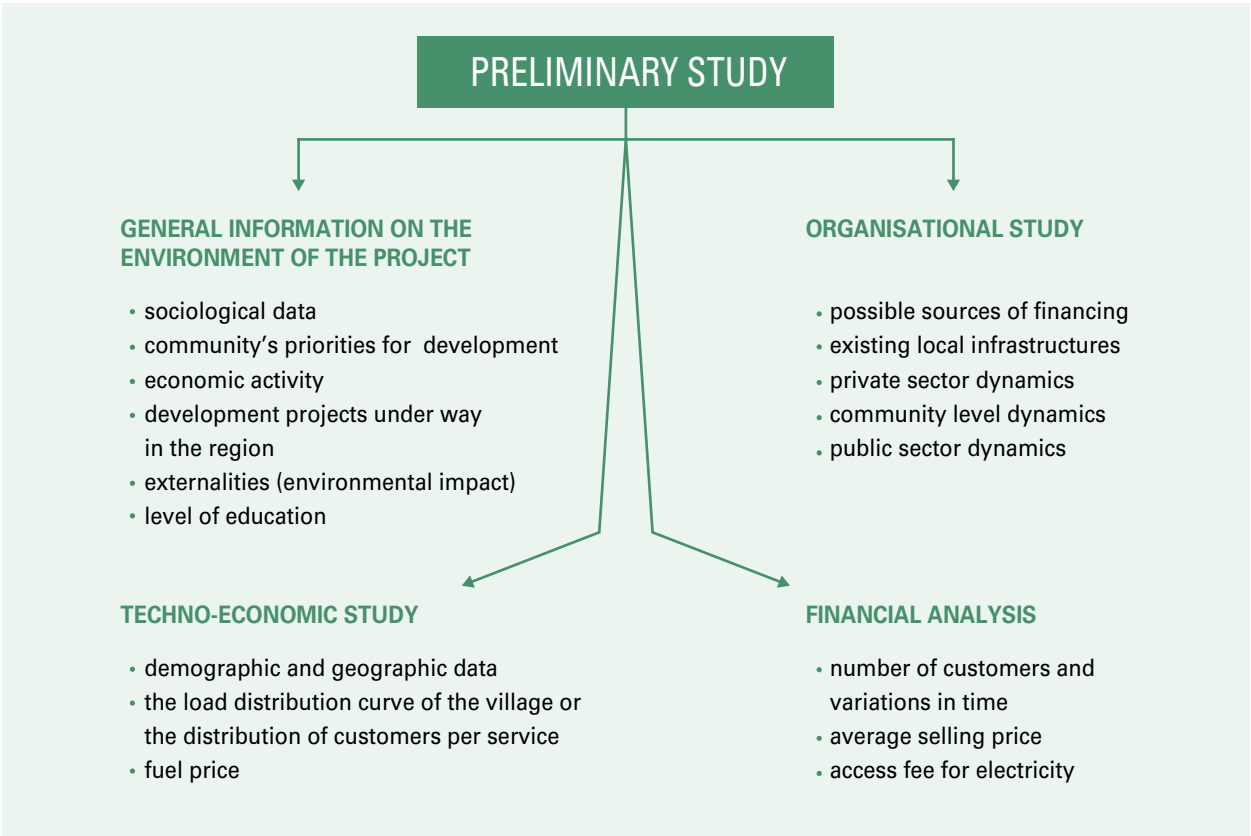 PRELIMINARY STUDY
GENERAL INFORMATION ON THE
ENVIRONMENT OF THE PROJECT
• sociological data
• community's priorities for development
• economic activity
• development projects under way
in the region
• externalities (environmental impact)
• level of education
ORGANISATIONAL STUDY
• possible sources of financing
• existing local infrastructures
• private sector dynamics
• community level dynamics
• public sector dynamics
TECHNO-ECONOMIC STUDY
• demographic and geographic data
• the load distribution curve of the village or
the distribution of customers per service
• fuel price
FINANCIAL ANALYSIS
• number of customers and
variations in time
• average selling price
• access fee for electricity